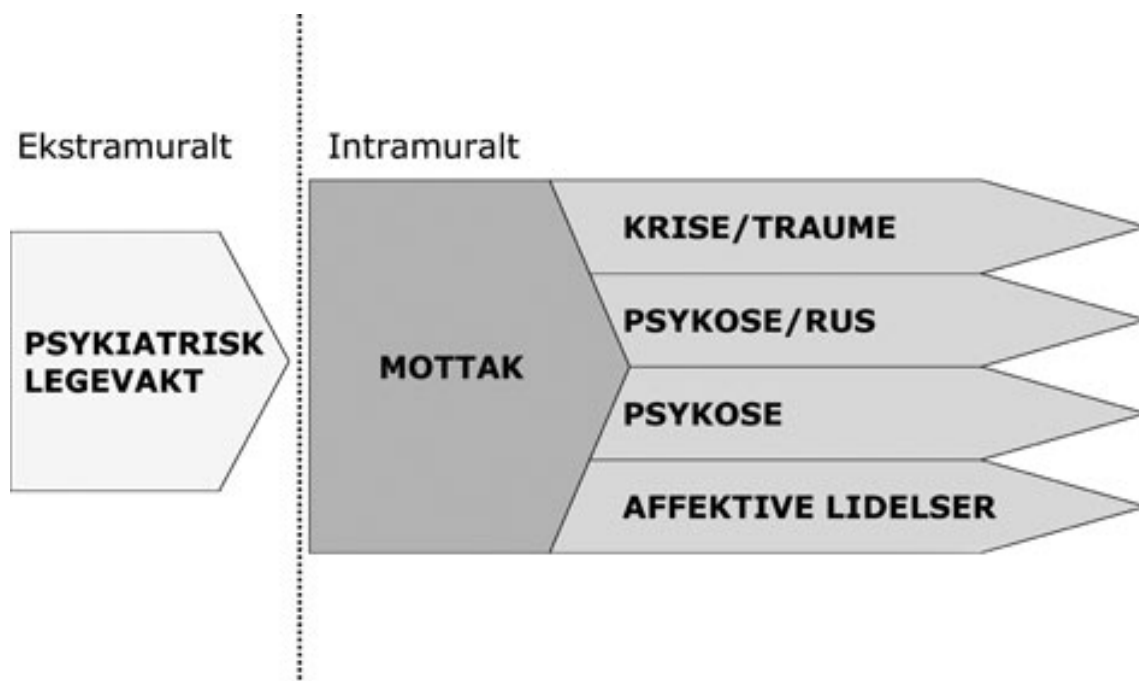 Ekstramuralt
Intramuralt
PSYKIATRISK
LEGEVAKT
MOTTAK
KRISE/TRAUME
PSYKOSE/RUS
PSYKOSE
AFFEKTIVE LIDELSER